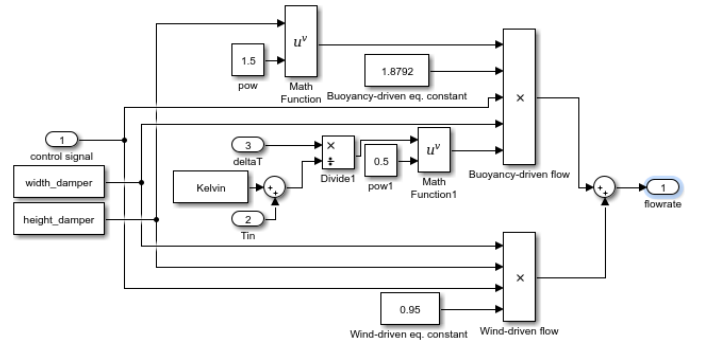 u^v
1.5
pow
Math
Function
1.8792
Buoyancy-driven eq. constant
×
Buoyancy-driven flow
1
control signal
width_damper
height_damper
3
deltaT
×
÷
Divide1
0.5
pow1
u^v
Math
Function1
Kelvin
+
+
2
Tin
+
+
1
flowrate
×
Wind-driven flow
0.95
Wind-driven eq. constant